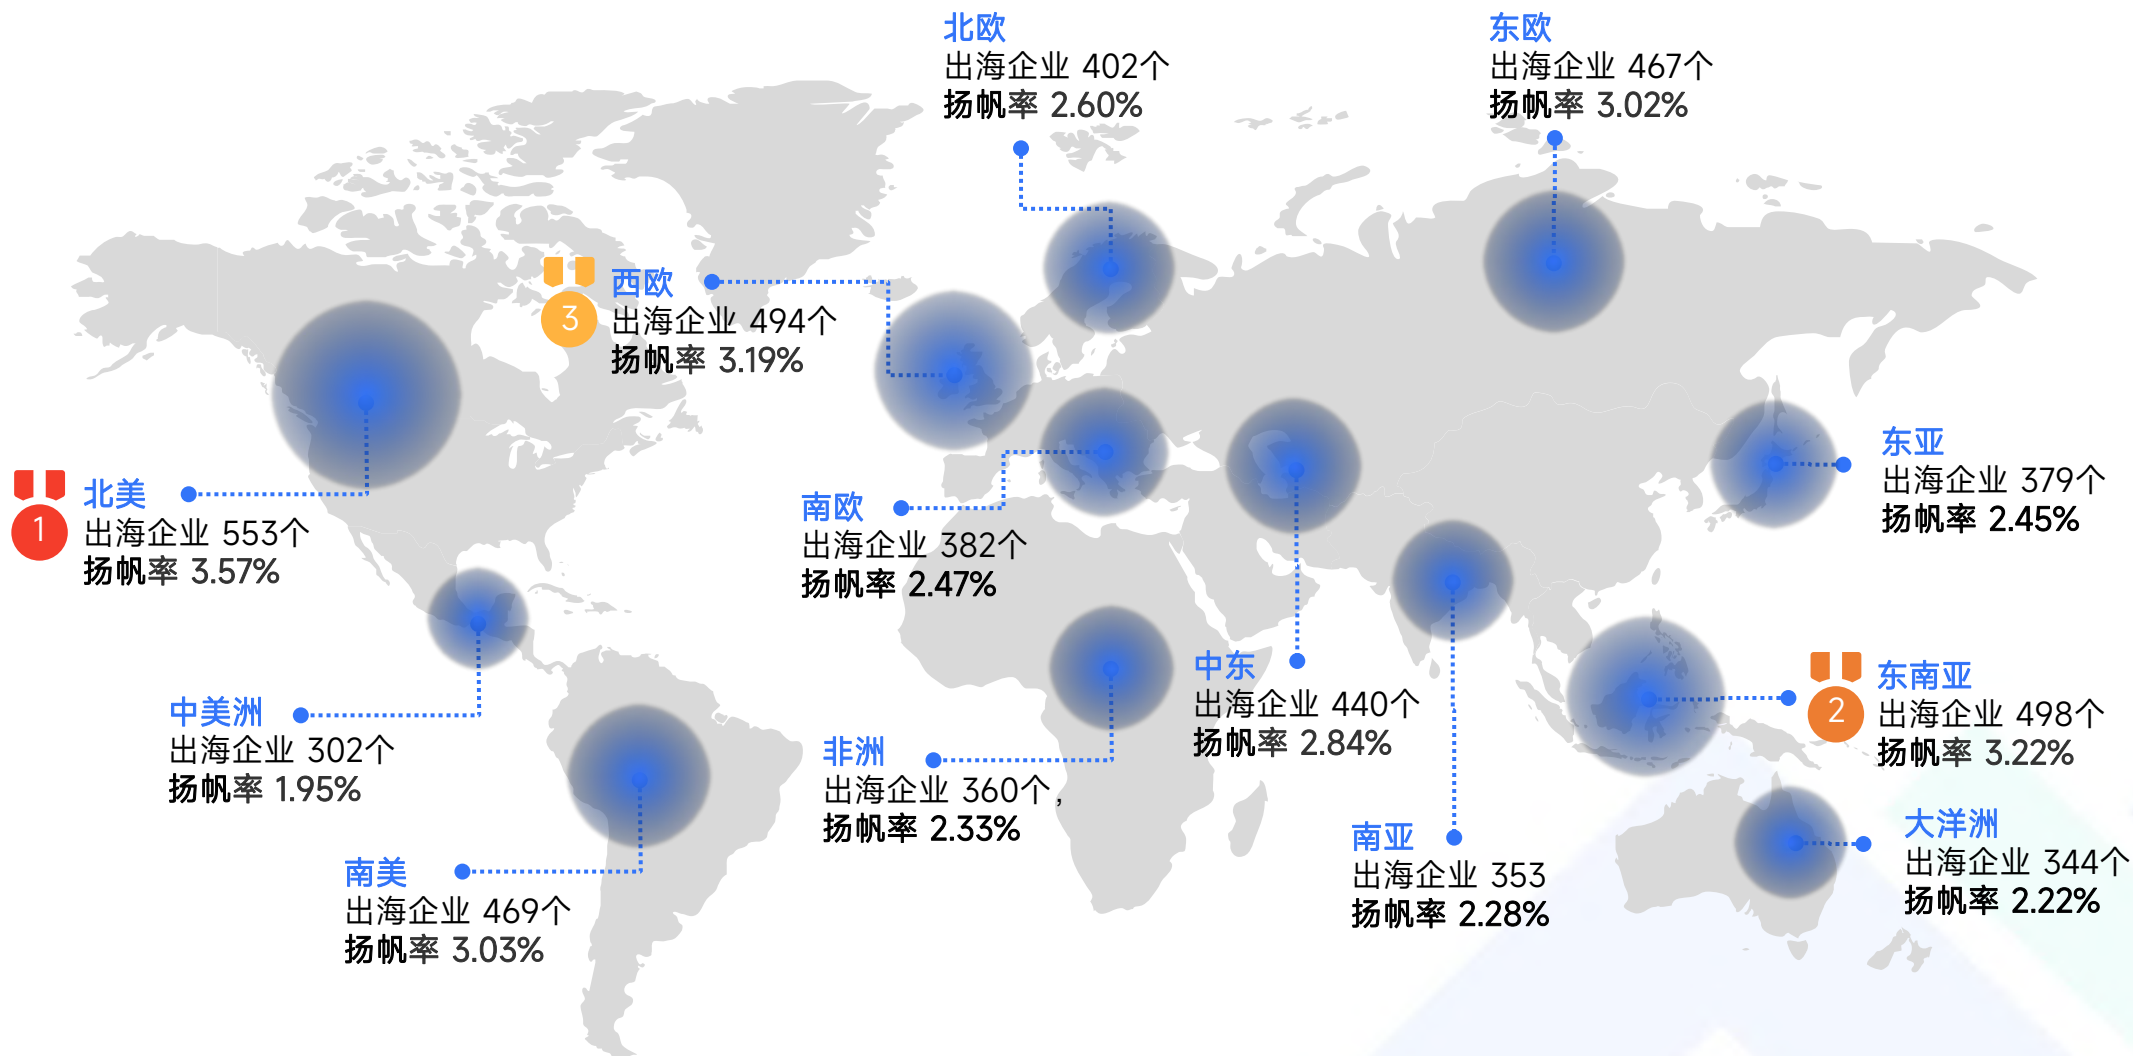 北欧
出海企业 402个
扬帆率 2.60%
东欧
出海企业 467个
扬帆率 3.02%
3
西欧
出海企业 494个
扬帆率 3.19%
1
北美
出海企业 553个
扬帆率 3.57%
南欧
出海企业 382个
扬帆率 2.47%
东亚
出海企业 379个
扬帆率 2.45%
中美洲
出海企业 302个
扬帆率 1.95%
非洲
出海企业 360个,
扬帆率 2.33%
中东
出海企业 440个
扬帆率 2.84%
2
东南亚
出海企业 498个
扬帆率 3.22%
南美
出海企业 469个
扬帆率 3.03%
南亚
出海企业 353
扬帆率 2.28%
大洋洲
出海企业 344个
扬帆率 2.22%